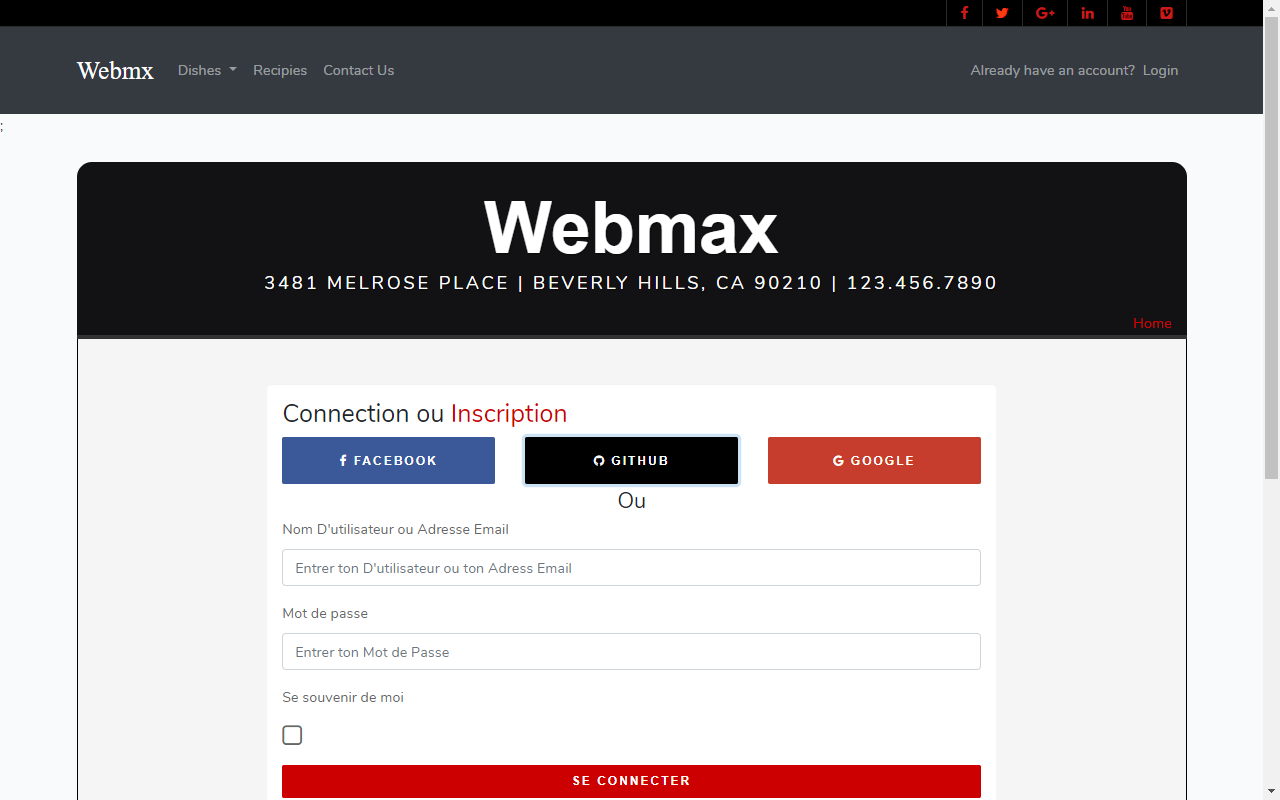 Webmx Dishes Recipies Contact Us Already have an account? Login
;
Webmax
3481 MELROSE PLACE | BEVERLY HILLS, CA 90210 | 123.456.7890
Home
Connection ou Inscription
FACEBOOK GITHUB GOOGLE
Ou
Nom D'utilisateur ou Adresse Email
Entrer ton D'utilisateur ou ton Adress Email
Mot de passe
Entrer ton Mot de Passe
Se souvenir de moi
SE CONNECTER